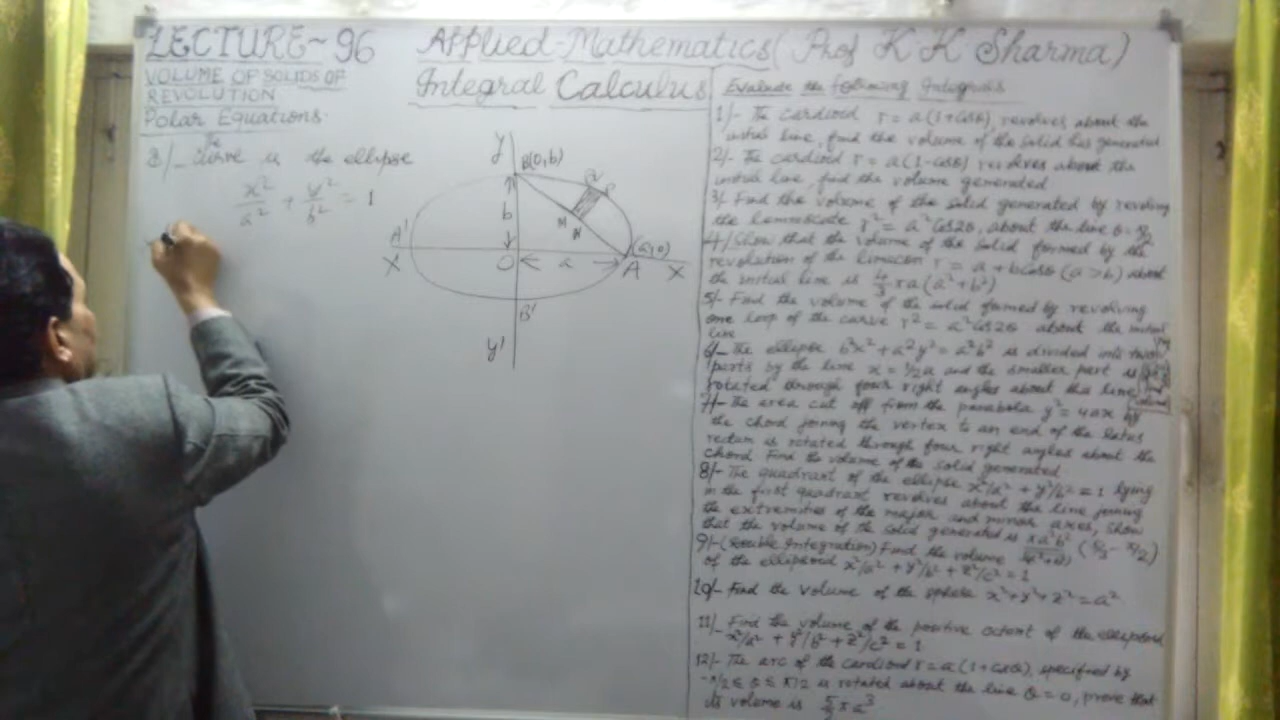 LECTURE~96
Applied-Mathematics (Prof K K Sharma)
VOLUME OF SOLIDS OF
REVOLUTION
Integral Calculus
Polar Equations.
8/- The Curve is the ellipse
x²/a² + y²/b² = 1
y
B(0,b)
Q
P
b
M
N
A'
(a,0)
X
O
a
A
X
B'
y'
Evaluate the following Integrals
1/- The cardioid r = a(1+cosθ) revolves about the
initial line, find the volume of the solid generated
2/- The cardioid r = a(1-cosθ) revolves about the
initial line, find the volume generated
3/ Find the volume of the solid generated by revolving
the lemniscate r² = a²cos2θ, about the line θ = π/2
4/ Show that the volume of the solid formed by the
revolution of the limacon r = a + bcosθ (a > b) about
the initial line is 4/3 πa(a²+b²)
5/- Find the volume of the solid formed by revolving
one loop of the curve r² = a²cos2θ about the initial
line
6/- The ellipse b²x² + a²y² = a²b² is divided into two
parts by the line x = 1/2 a and the smaller part is
rotated through four right angles about this line
7/- The area cut off from the parabola y² = 4ax by
the chord joining the vertex to an end of the latus
rectum is rotated through four right angles about the
chord Find the volume of the solid generated
8/- The quadrant of the ellipse x²/a² + y²/b² = 1 lying
in the first quadrant revolves about the line joining
the extremities of the major and minor axes, show
that the volume of the solid generated is
9/- (Double Integration) Find the volume
of the ellipsoid x²/a² + y²/b² + z²/c² = 1
10/- Find the volume of the sphere x²+y²+z² = a²
11/- Find the volume of the positive octant of the ellipsoid
x²/a² + y²/b² + z²/c² = 1
12/- The arc of the cardioid r = a(1+cosθ), specified by
-π/2 ≤ θ ≤ π/2 is rotated about the line θ = 0, prove that
its volume is 5/2 πa³